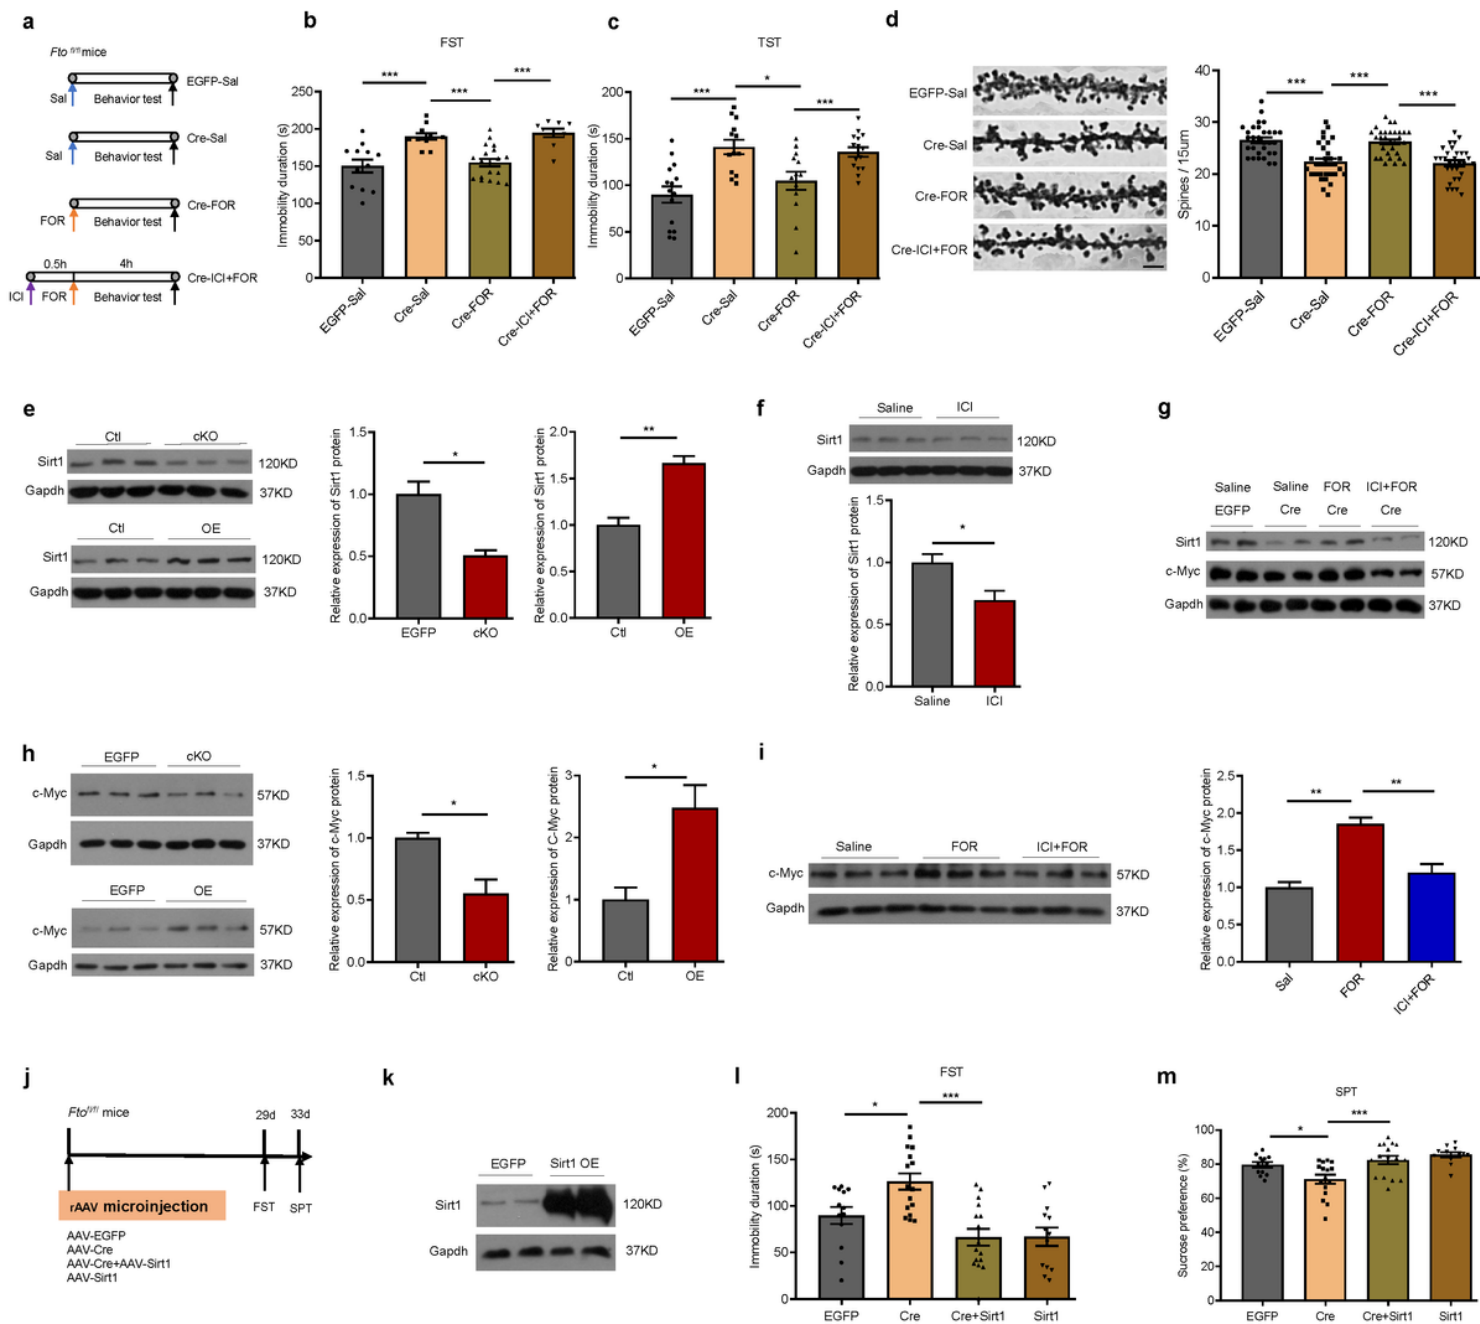 a
Fto fl/fl mice
EGFP-Sal
Sal
Behavior test
Cre-Sal
Sal
Behavior test
Cre-FOR
FOR
Behavior test
0.5h
4h
Cre-ICI+FOR
ICI
FOR
Behavior test
b
FST
***
***
***
Immobility duration (s)
250
200
150
100
50
0
EGFP-Sal
Cre-Sal
Cre-FOR
Cre-ICI+FOR
c
TST
***
*
***
Immobility duration (s)
200
150
100
50
0
EGFP-Sal
Cre-Sal
Cre-FOR
Cre-ICI+FOR
d
EGFP-Sal
Cre-Sal
Cre-FOR
Cre-ICI+FOR
***
***
***
Spines / 15um
40
30
20
10
0
EGFP-Sal
Cre-Sal
Cre-FOR
Cre-ICI+FOR
e
Ctl cKO
Sirt1 120KD
Gapdh 37KD
Ctl OE
Sirt1 120KD
Gapdh 37KD
Relative expression of Sirt1 protein
1.5
1.0
0.5
0.0
*
EGFP cKO
Relative expression of Sirt1 protein
2.0
1.5
1.0
0.5
0.0
**
Ctl OE
f
Saline ICI
Sirt1 120KD
Gapdh 37KD
Relative expression of Sirt1 protein
1.5
1.0
0.5
0.0
*
Saline ICI
g
Saline Saline FOR ICI+FOR
EGFP Cre Cre Cre
Sirt1 120KD
c-Myc 57KD
Gapdh 37KD
h
EGFP cKO
c-Myc 57KD
Gapdh 37KD
EGFP OE
c-Myc 57KD
Gapdh 37KD
Relative expression of c-Myc protein
1.5
1.0
0.5
0.0
*
Ctl cKO
Relative expression of C-Myc protein
3
2
1
0
*
Ctl OE
i
Saline FOR ICI+FOR
c-Myc 57KD
Gapdh 37KD
Relative expression of c-Myc protein
2.5
2.0
1.5
1.0
0.5
0.0
**
**
Sal
FOR
ICI+FOR
j
Fto fl/fl mice
29d 33d
rAAV microinjection
FST SPT
AAV-EGFP
AAV-Cre
AAV-Cre+AAV-Sirt1
AAV-Sirt1
k
EGFP Sirt1 OE
Sirt1 120KD
Gapdh 37KD
l
FST
*
***
Immobility duration (s)
200
150
100
50
0
EGFP Cre Cre+Sirt1 Sirt1
m
SPT
*
***
Sucrose preference (%)
100
80
60
40
20
0
EGFP Cre Cre+Sirt1 Sirt1